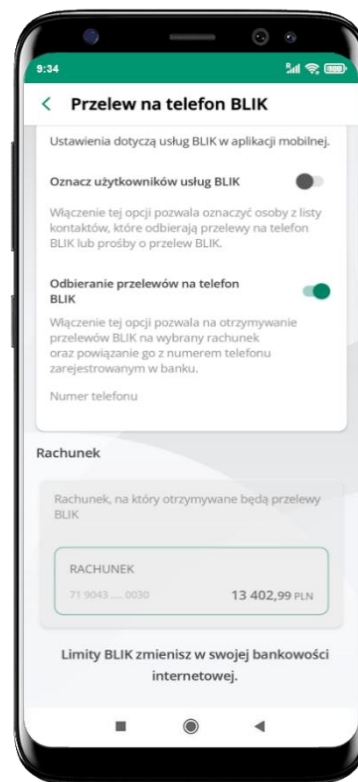 9:34
Przelew na telefon BLIK
Ustawienia dotyczą usług BLIK w aplikacji mobilnej.
Oznacz użytkowników usług BLIK
Włączenie tej opcji pozwala oznaczyć osoby z listy
kontaktów, które odbierają przelewy na telefon
BLIK lub prośby o przelew BLIK.
Odbieranie przelewów na telefon
BLIK
Włączenie tej opcji pozwala na otrzymywanie
przelewów BLIK na wybrany rachunek
oraz powiązanie go z numerem telefonu
zarejestrowanym w banku.
Numer telefonu
Rachunek
Rachunek, na który otrzymywane będą przelewy
BLIK
RACHUNEK
71 9043 .... 0030 13 402,99 PLN
Limity BLIK zmienisz w swojej bankowości
internetowej.